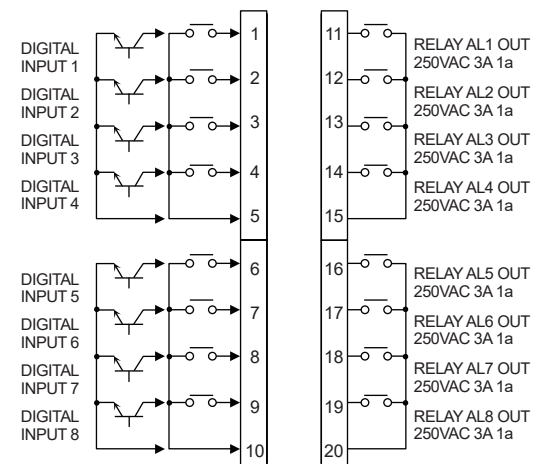 DIGITAL
INPUT 1
DIGITAL
INPUT 2
DIGITAL
INPUT 3
DIGITAL
INPUT 4
1
2
3
4
5
11
12
13
14
15
RELAY AL1 OUT
250VAC 3A 1a
RELAY AL2 OUT
250VAC 3A 1a
RELAY AL3 OUT
250VAC 3A 1a
RELAY AL4 OUT
250VAC 3A 1a
DIGITAL
INPUT 5
DIGITAL
INPUT 6
DIGITAL
INPUT 7
DIGITAL
INPUT 8
6
7
8
9
10
16
17
18
19
20
RELAY AL5 OUT
250VAC 3A 1a
RELAY AL6 OUT
250VAC 3A 1a
RELAY AL7 OUT
250VAC 3A 1a
RELAY AL8 OUT
250VAC 3A 1a